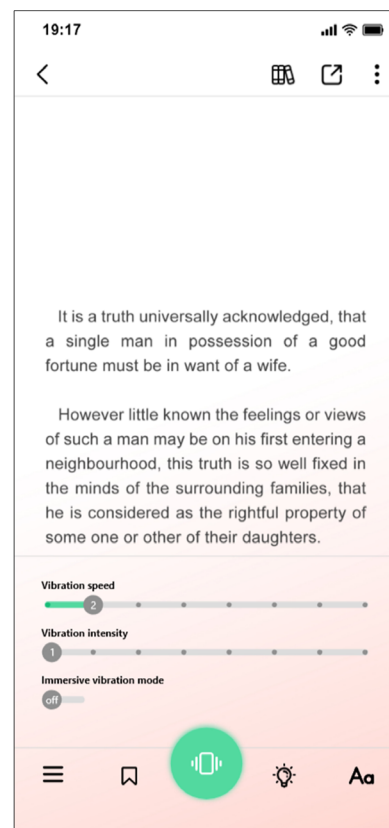 19:17
It is a truth universally acknowledged, that
a single man in possession of a good
fortune must be in want of a wife.
However little known the feelings or views
of such a man may be on his first entering a
neighbourhood, this truth is so well fixed in
the minds of the surrounding families, that
he is considered as the rightful property of
some one or other of their daughters.
Vibration speed
2
Vibration intensity
1
Immersive vibration mode
off
Aa